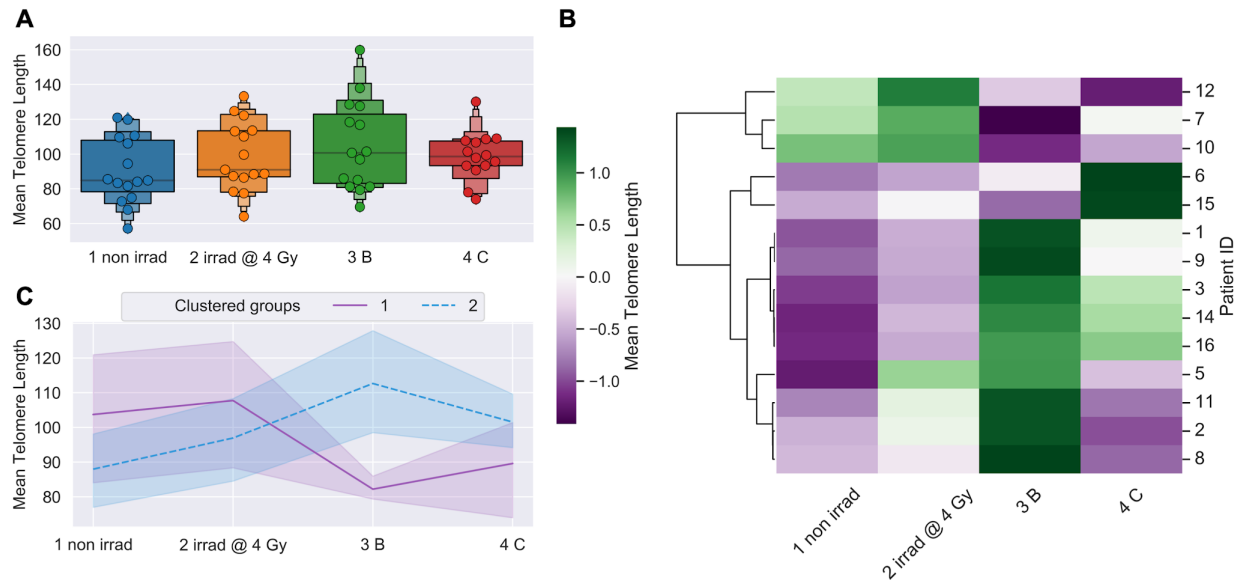 A
Mean Telomere Length
160
140
120
100
80
60
1 non irrad
2 irrad @ 4 Gy
3 B
4 C
C
Clustered groups
1
2
Mean Telomere Length
130
120
110
100
90
80
1 non irrad
2 irrad @ 4 Gy
3 B
4 C
B
1.0
0.5
0.0
−0.5
−1.0
Mean Telomere Length
12
7
10
6
15
1
9
3
14
16
5
11
2
8
Patient ID
1 non irrad
2 irrad @ 4 Gy
3 B
4 C